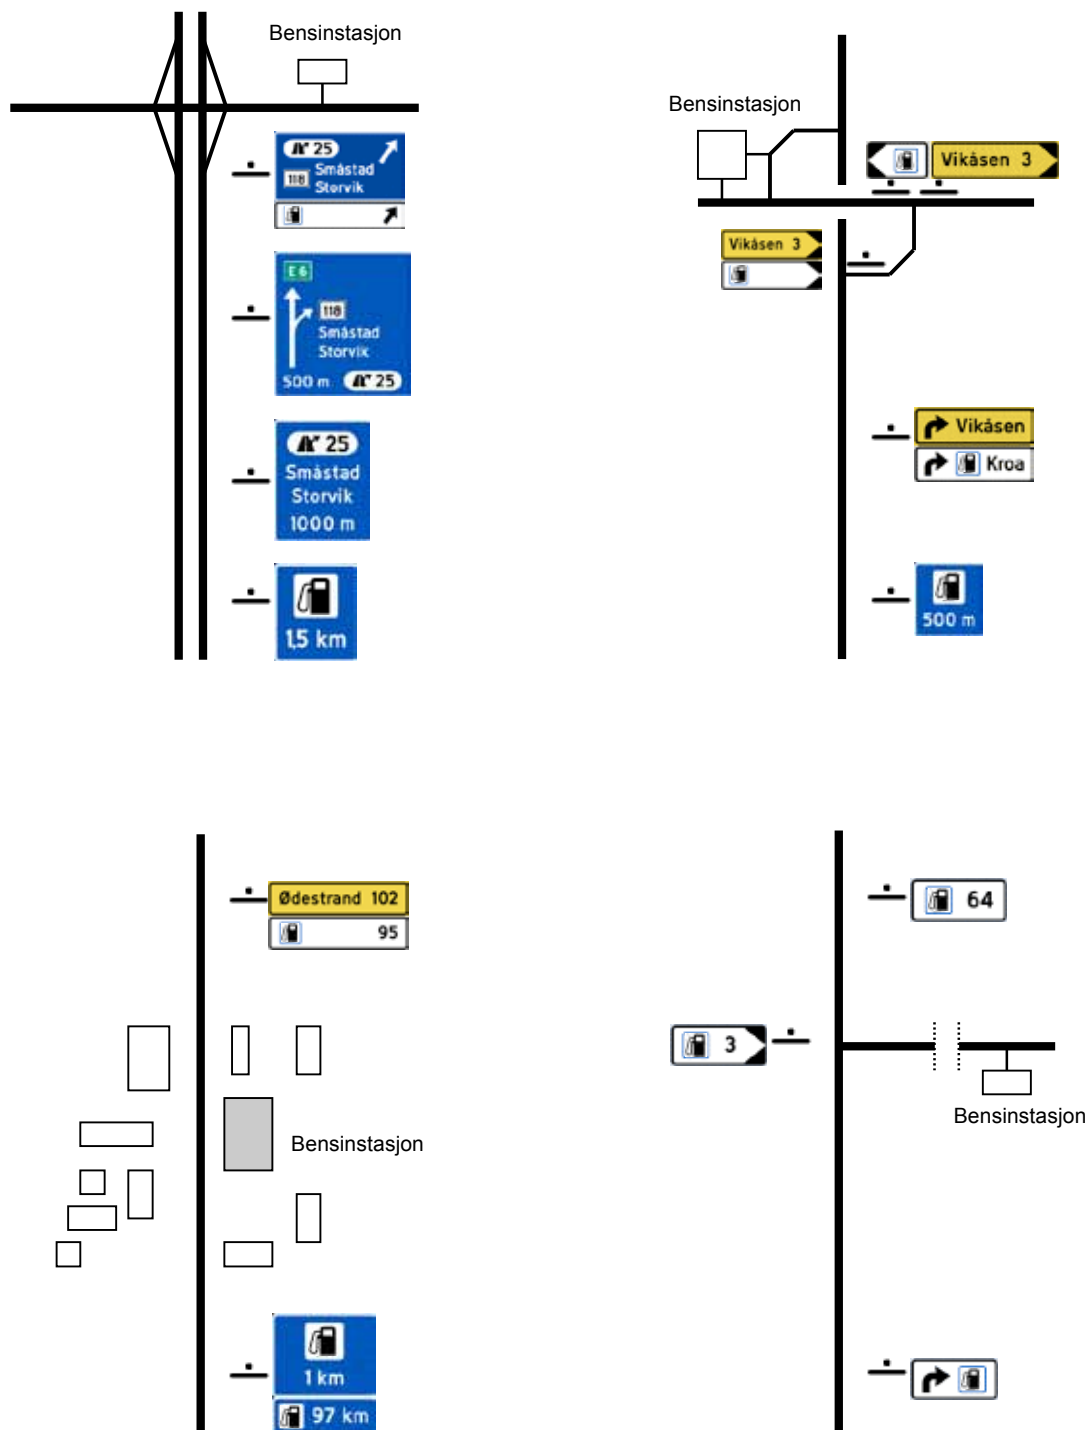 Bensinstasjon
25
118 Småstad
Storvik
E6
118
Småstad
Storvik
500 m 25
25
Småstad
Storvik
1000 m
1,5 km
Bensinstasjon
Vikåsen 3
Vikåsen 3
Vikåsen
Kroa
500 m
Ødestrand 102
95
Bensinstasjon
1 km
97 km
64
3
Bensinstasjon